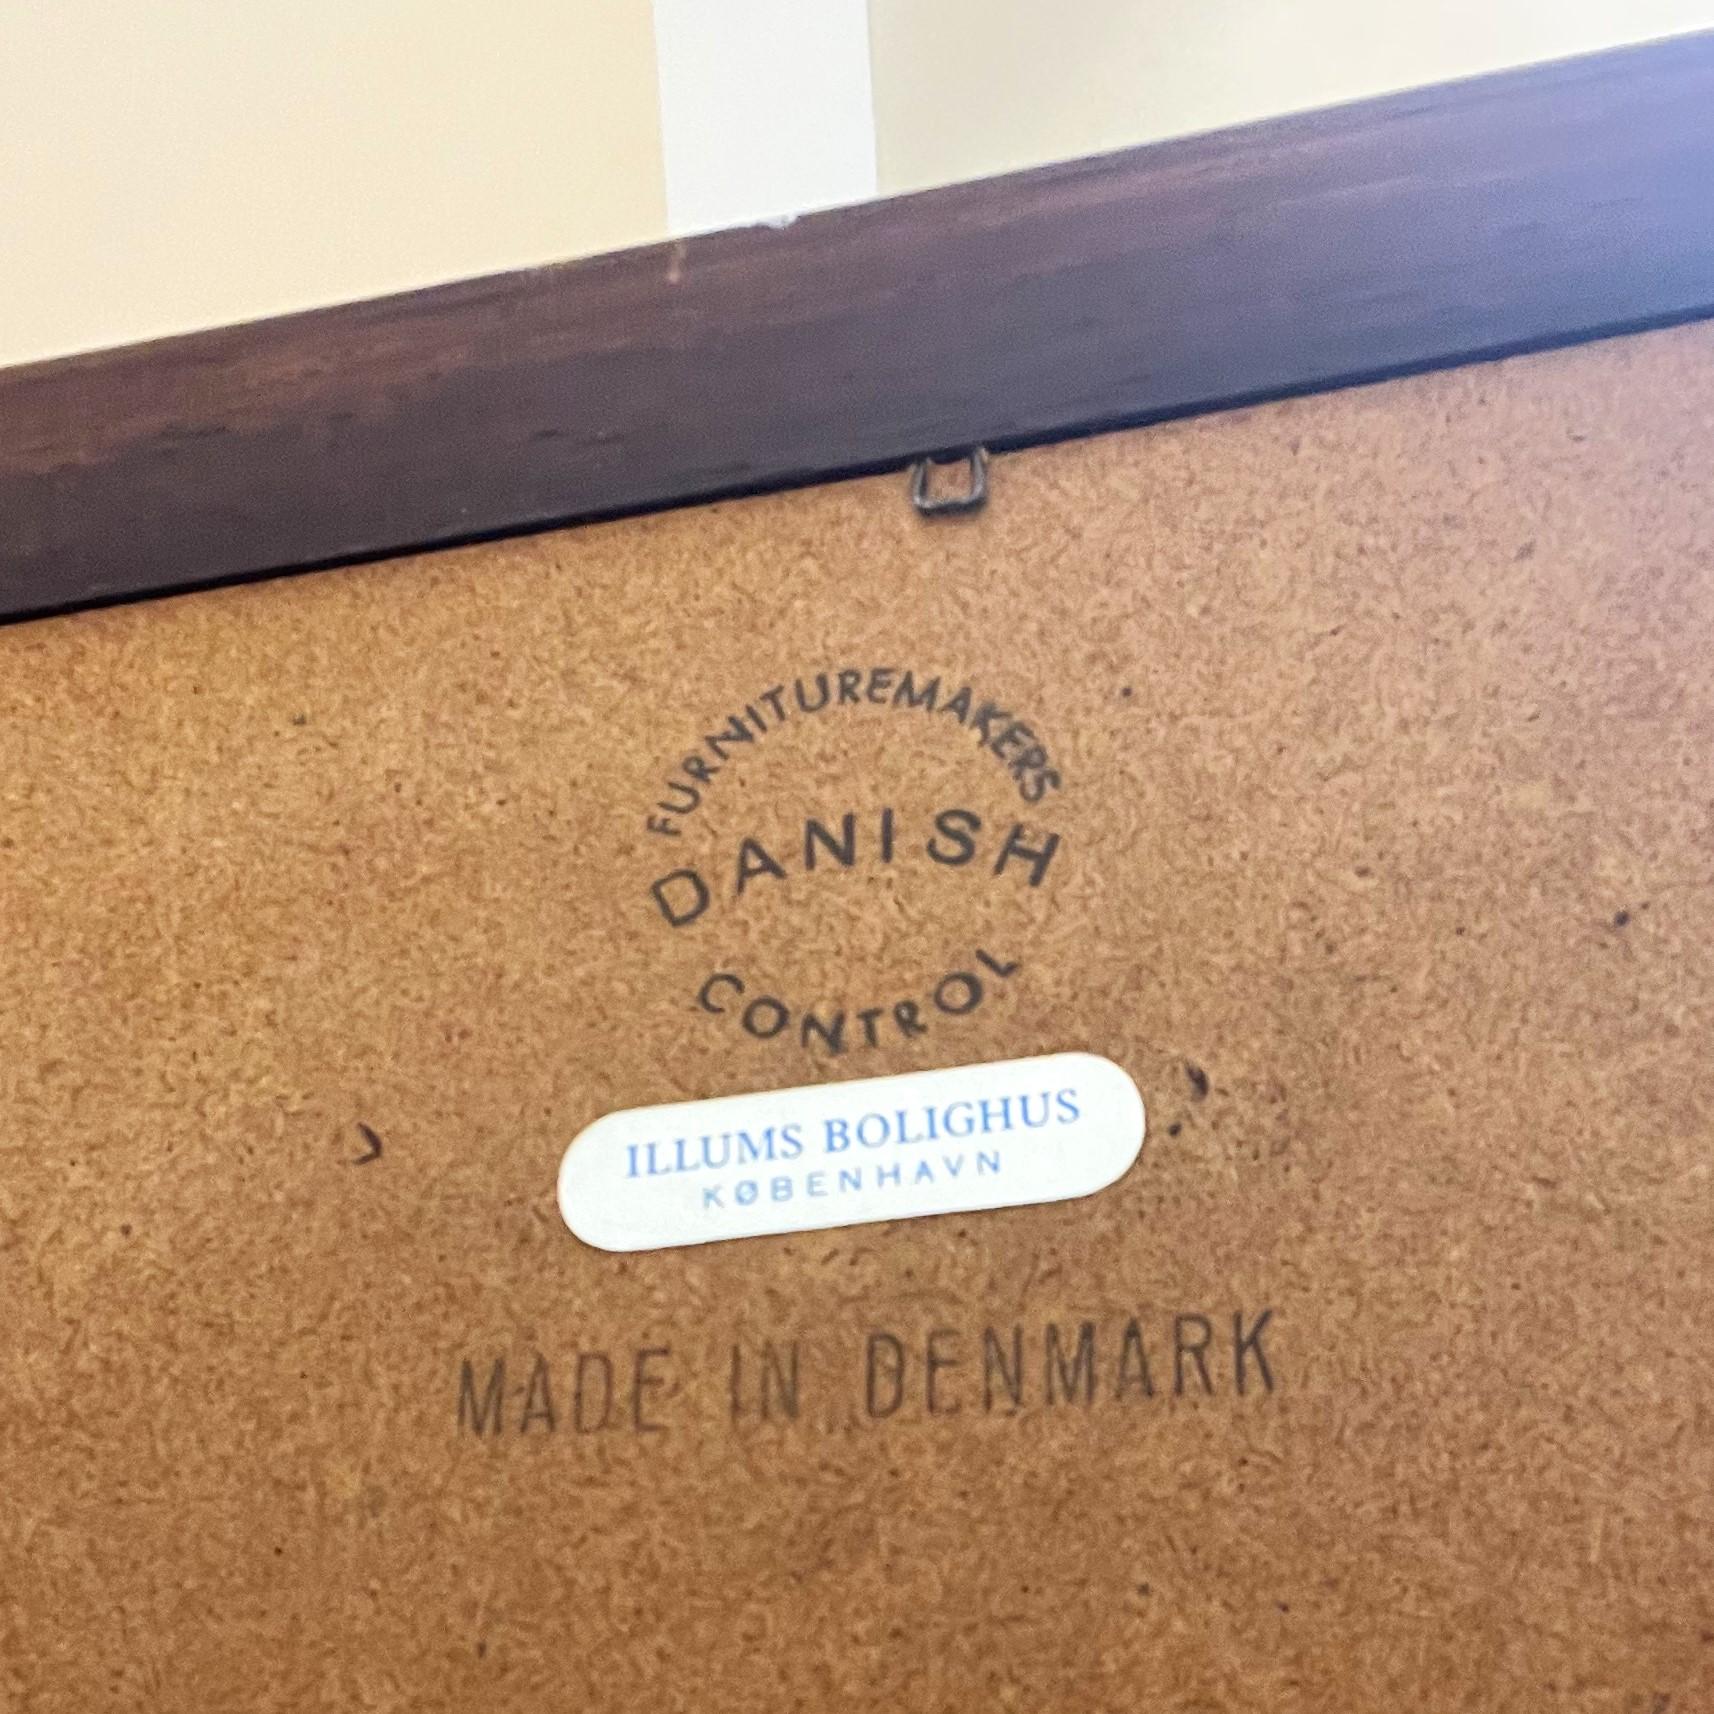 FURNITUREMAKERS
DANISH
CONTROL
ILLUMS BOLIGHUS
KØBENHAVN
MADE IN DENMARK